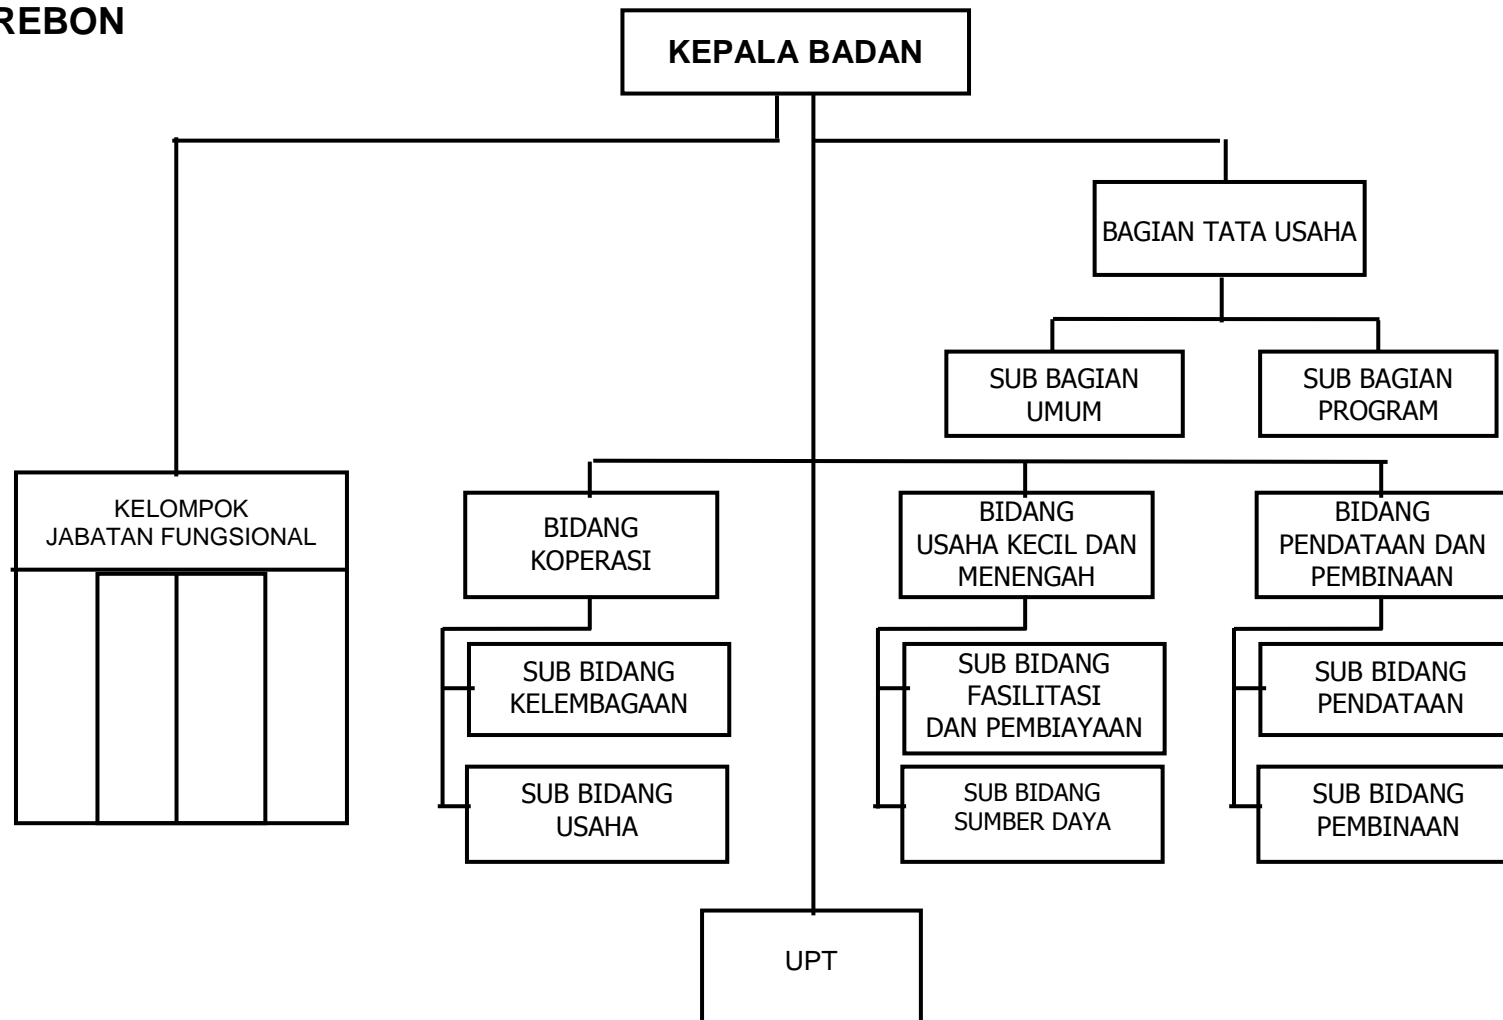 REBON
KEPALA BADAN
BAGIAN TATA USAHA
SUB BAGIAN
UMUM
SUB BAGIAN
PROGRAM
KELOMPOK
JABATAN FUNGSIONAL
BIDANG
KOPERASI
BIDANG
USAHA KECIL DAN
MENENGAH
BIDANG
PENDATAAN DAN
PEMBINAAN
SUB BIDANG
KELEMBAGAAN
SUB BIDANG
FASILITASI
DAN PEMBIAYAAN
SUB BIDANG
PENDATAAN
SUB BIDANG
USAHA
SUB BIDANG
SUMBER DAYA
SUB BIDANG
PEMBINAAN
UPT